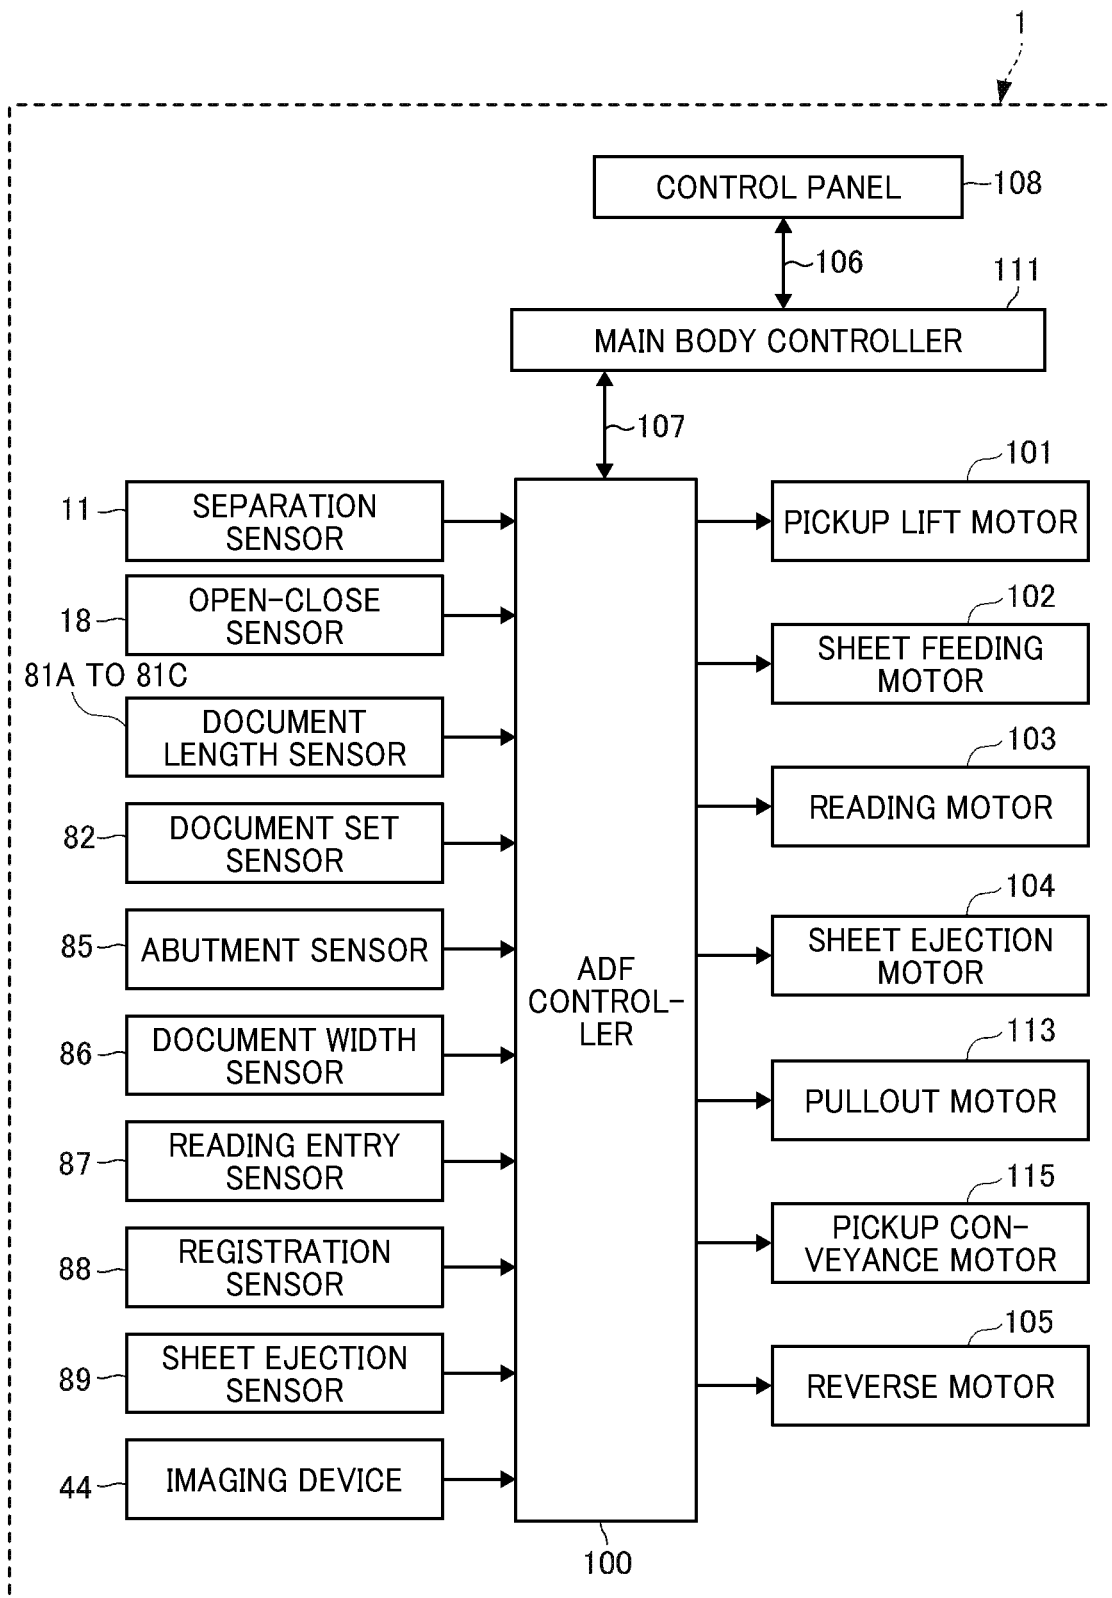 1
CONTROL PANEL
108
106
111
MAIN BODY CONTROLLER
107
11
SEPARATION
SENSOR
18
OPEN-CLOSE
SENSOR
81A TO 81C
DOCUMENT
LENGTH SENSOR
82
DOCUMENT SET
SENSOR
85
ABUTMENT SENSOR
86
DOCUMENT WIDTH
SENSOR
87
READING ENTRY
SENSOR
88
REGISTRATION
SENSOR
89
SHEET EJECTION
SENSOR
44
IMAGING DEVICE
ADF
CONTROL-
LER
100
101
PICKUP LIFT MOTOR
102
SHEET FEEDING
MOTOR
103
READING MOTOR
104
SHEET EJECTION
MOTOR
113
PULLOUT MOTOR
115
PICKUP CON-
VEYANCE MOTOR
105
REVERSE MOTOR